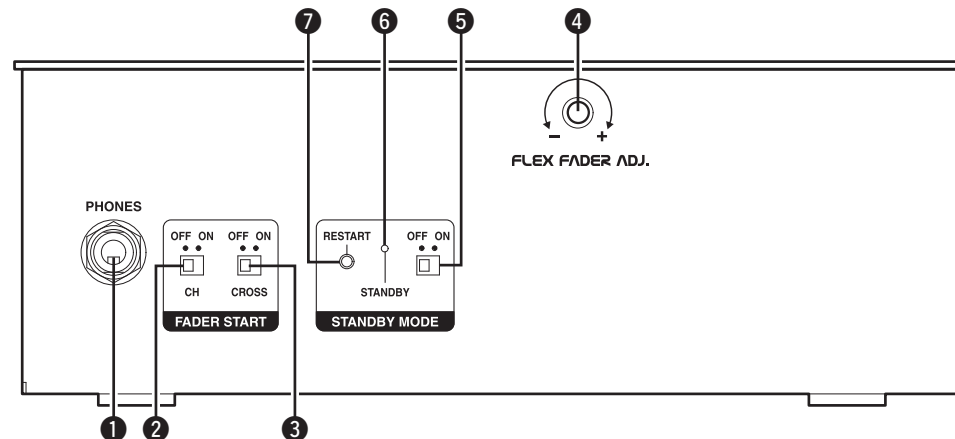 7 6 5 4
− +
FLEX FADER ADJ.
PHONES
OFF ON OFF ON RESTART OFF ON
CH CROSS STANDBY
FADER START STANDBY MODE
1 2 3